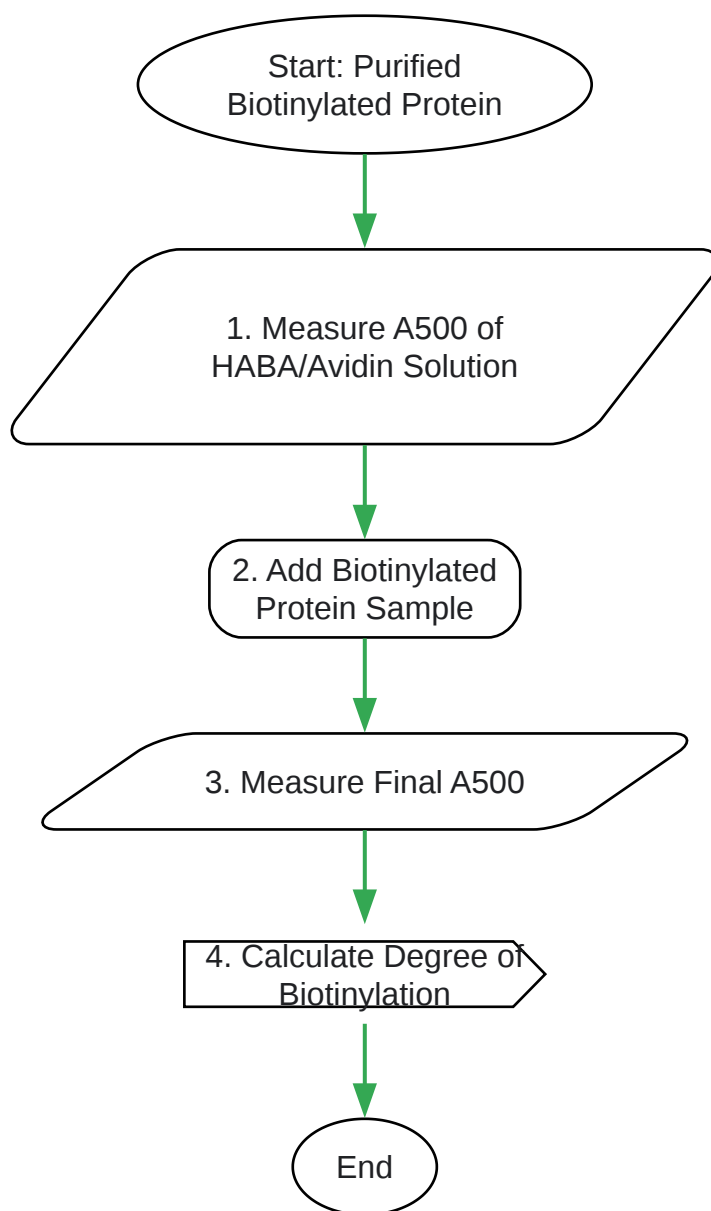 Start: Purified
Biotinylated Protein
1. Measure A500 of
HABA/Avidin Solution
2. Add Biotinylated
Protein Sample
3. Measure Final A500
4. Calculate Degree of
Biotinylation
End